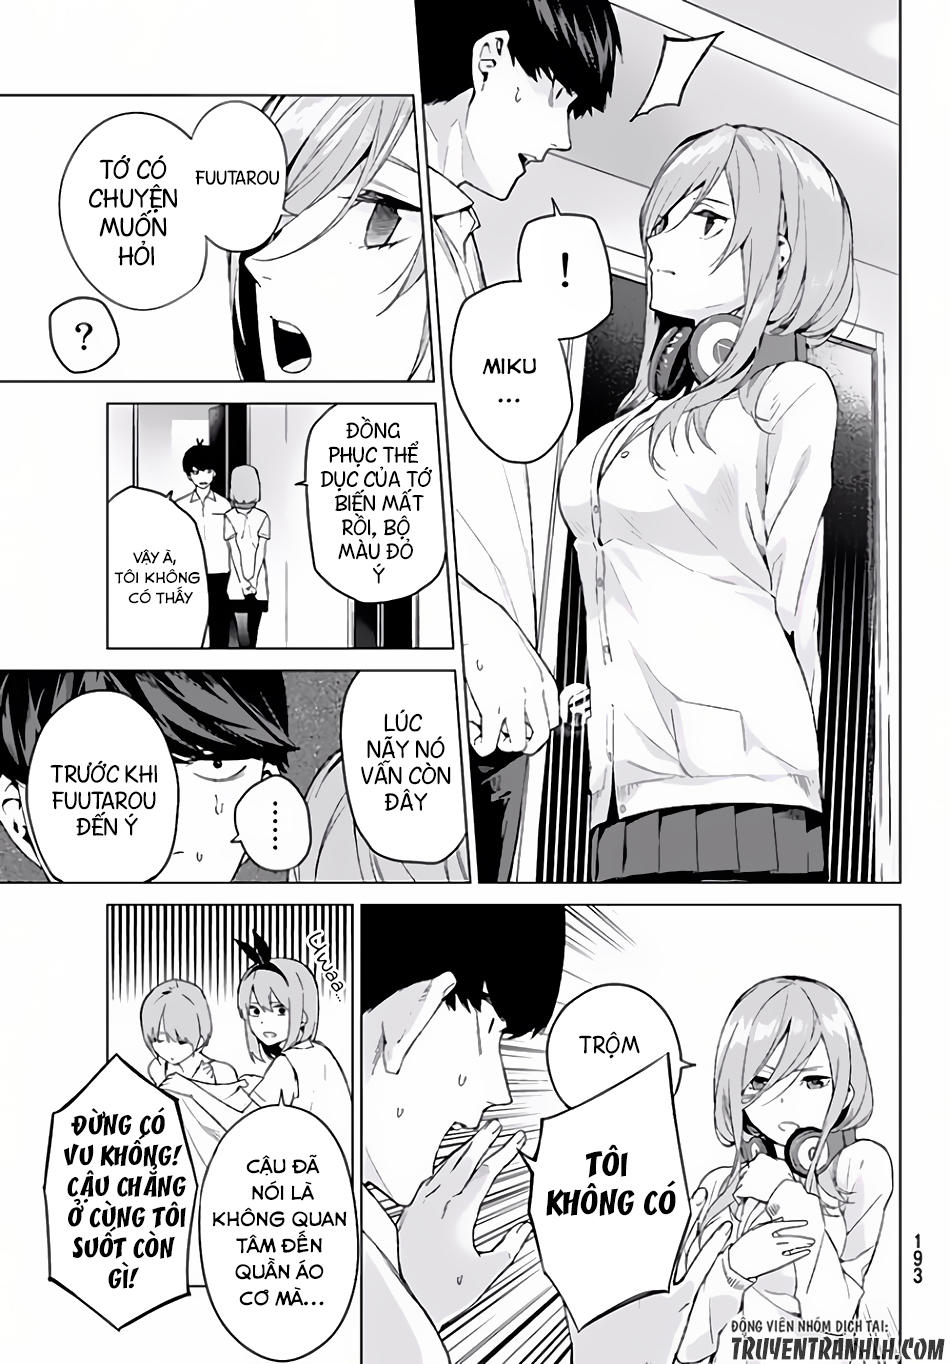 !
MIKU
...
FUUTAROU
TỚ CÓ
CHUYỆN
MUỐN
HỎI
?
ĐỒNG
PHỤC THỂ
DỤC CỦA TỚ
BIẾN MẤT
RỒI, BỘ
MÀU ĐỎ
Ý
VẬY À,
TÔI KHÔNG
CÓ THẤY
LÚC
NÃY NÓ
VẪN CÒN
ĐÂY
......
TRƯỚC KHI
FUUTAROU
ĐẾN Ý
TRỘM
TÔI
KHÔNG CÓ
Uwaa...
CẬU ĐÃ
NÓI LÀ
KHÔNG QUAN
TÂM ĐẾN
QUẦN ÁO
CƠ MÀ...
ĐỪNG CÓ
VU KHỐNG!
CẬU CHẲNG
Ở CÙNG TÔI
SUỐT CÒN
GÌ!
193
ĐỘNG VIÊN NHÓM DỊCH TẠI:
TRUYENTRANHLH.COM